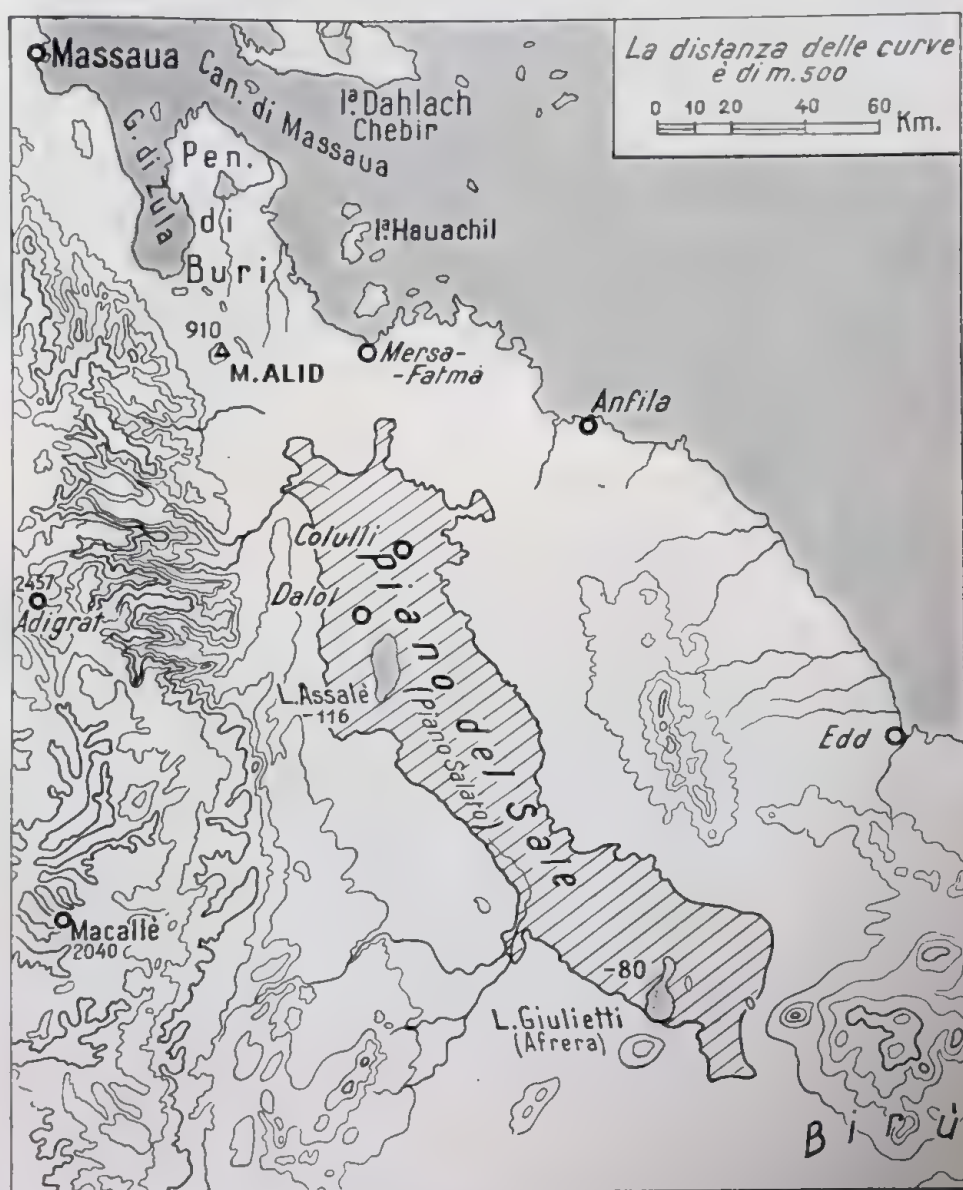 Massaua
Can. di Massaua
G. di Zula
Iª. Dahlach
Chebir
La distanza delle curve
è di m. 500
0 10 20 40 60 Km.
Pen.
di
Buri
Iª. Hauachil
910
M. ALID
Mersa-
-Fatmà
Anfila
Colulli
Dalol
2457
Adigrat
L. Assale
-116
piano del Sale
(piano Salato)
Edd
Macallè
2040
-80
L. Giulietti
(Afrera)
Birù